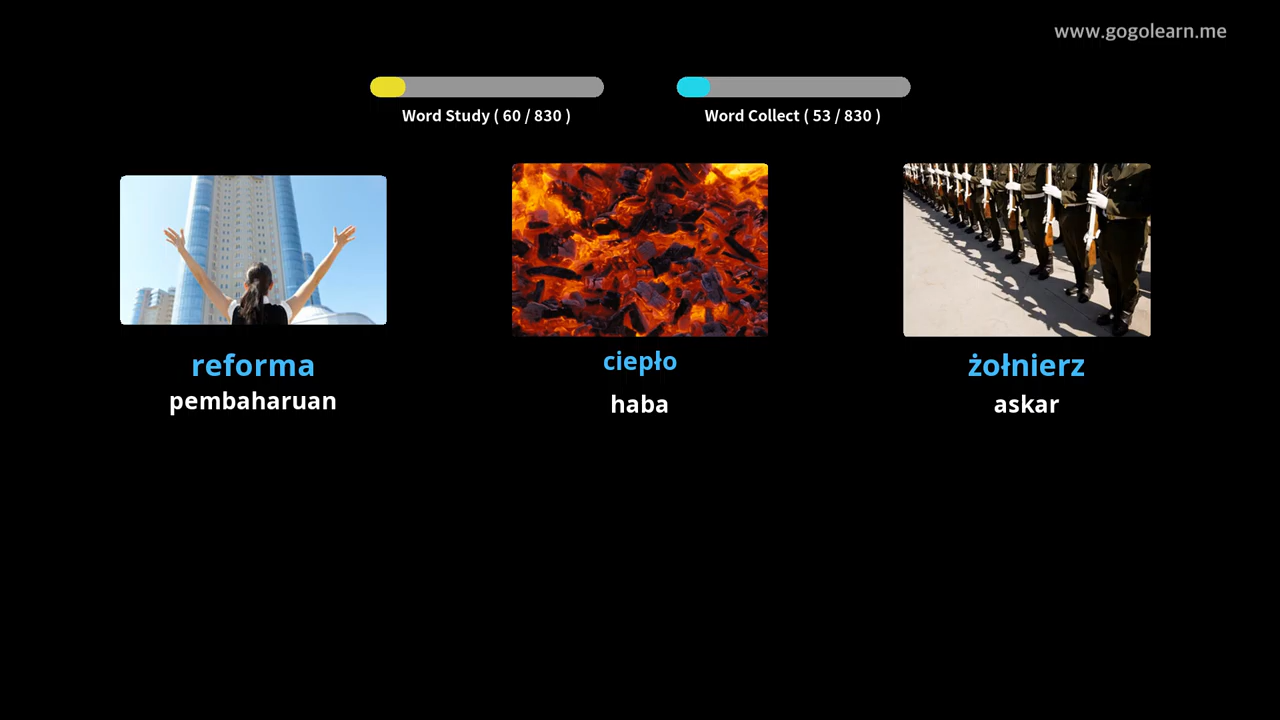 www.gogolearn.me
Word Study ( 60 / 830 )
Word Collect ( 53 / 830 )
reforma
pembaharuan
ciepło
haba
żołnierz
askar